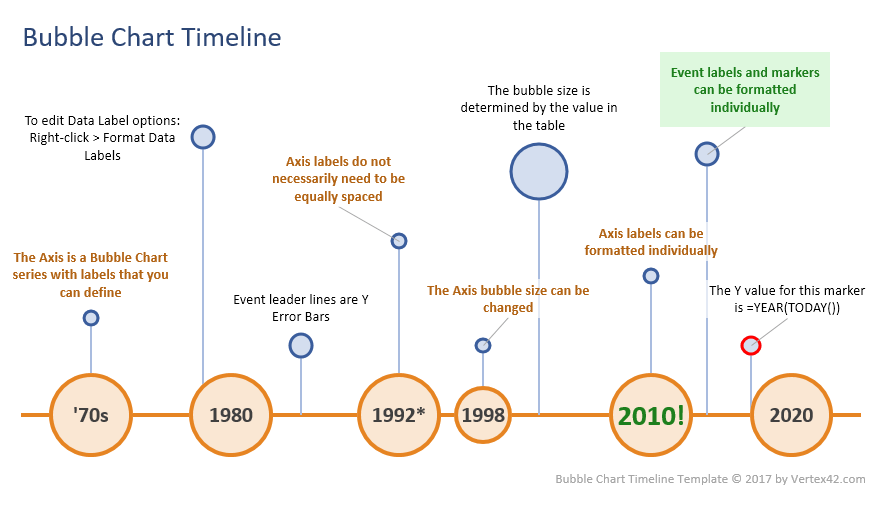 Bubble Chart Timeline
To edit Data Label options:
Right-click > Format Data
Labels
The Axis is a Bubble Chart
series with labels that you
can define
Event leader lines are Y
Error Bars
Axis labels do not
necessarily need to be
equally spaced
The Axis bubble size can be
changed
The bubble size is
determined by the value in
the table
Axis labels can be
formatted individually
Event labels and markers
can be formatted
individually
The Y value for this marker
is =YEAR(TODAY())
'70s
1980
1992*
1998
2010!
2020
Bubble Chart Timeline Template © 2017 by Vertex42.com